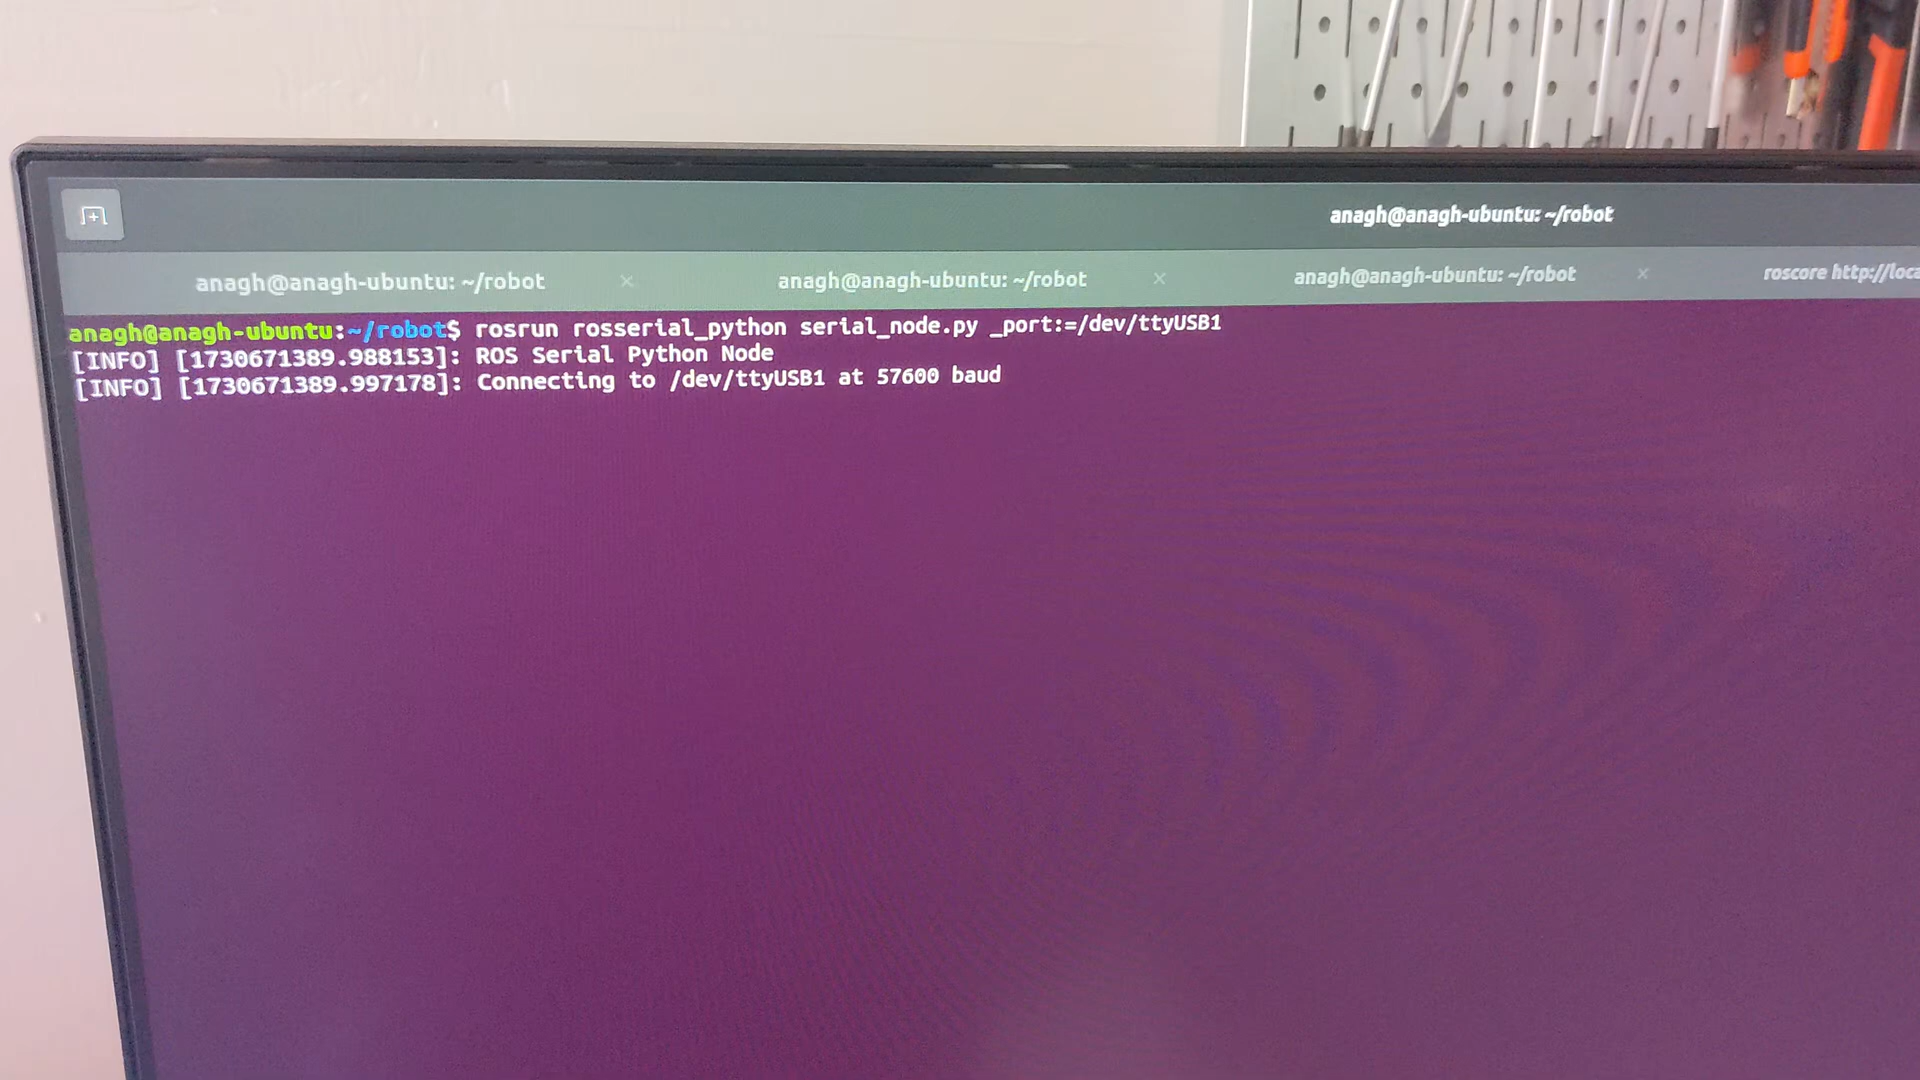 anagh@anagh-ubuntu: ~/robot
anagh@anagh-ubuntu: ~/robot × anagh@anagh-ubuntu: ~/robot × anagh@anagh-ubuntu: ~/robot × roscore http://loca
anagh@anagh-ubuntu:~/robot$ rosrun rosserial_python serial_node.py _port:=/dev/ttyUSB1
[INFO] [1730671389.988153]: ROS Serial Python Node
[INFO] [1730671389.997178]: Connecting to /dev/ttyUSB1 at 57600 baud